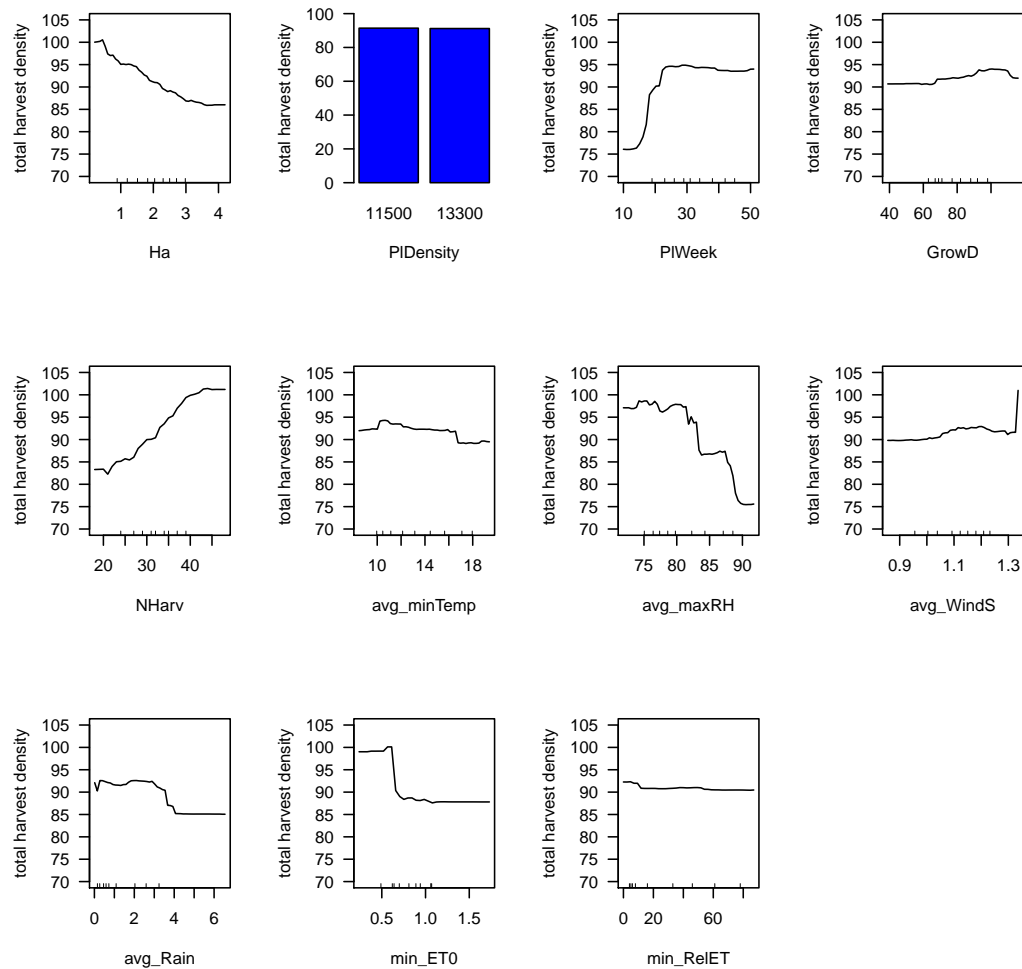 total harvest density
105
100
95
90
85
80
75
70
1 2 3 4
Ha
total harvest density
100
80
60
40
20
0
11500 13300
PlDensity
total harvest density
105
100
95
90
85
80
75
70
10 30 50
PlWeek
total harvest density
105
100
95
90
85
80
75
70
40 60 80
GrowD
total harvest density
105
100
95
90
85
80
75
70
20 30 40
NHarv
total harvest density
105
100
95
90
85
80
75
70
10 14 18
avg_minTemp
total harvest density
105
100
95
90
85
80
75
70
75 80 85 90
avg_maxRH
total harvest density
105
100
95
90
85
80
75
70
0.9 1.1 1.3
avg_WindS
total harvest density
105
100
95
90
85
80
75
70
0 2 4 6
avg_Rain
total harvest density
105
100
95
90
85
80
75
70
0.5 1.0 1.5
min_ET0
total harvest density
105
100
95
90
85
80
75
70
0 20 60
min_RelET